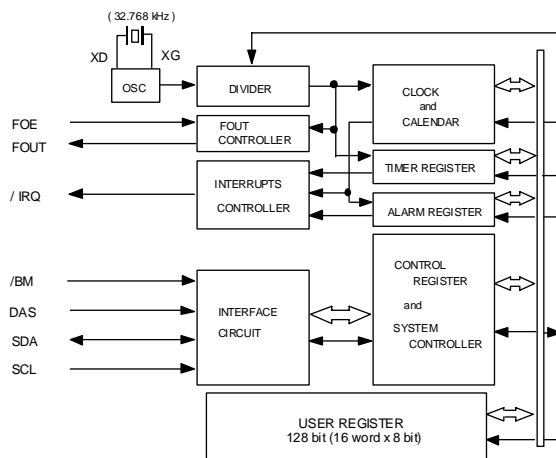 ( 32.768 kHz)
XD
XG
OSC
DIVIDER
CLOCK
and
CALENDAR
FOE
FOUT
FOUT
CONTROLLER
TIMER REGISTER
/ IRQ
INTERRUPTS
CONTROLLER
ALARM REGISTER
/BM
DAS
SDA
SCL
INTERFACE
CIRCUIT
CONTROL
REGISTER
and
SYSTEM
CONTROLLER
USER REGISTER
128 bit (16 word x 8 bit)